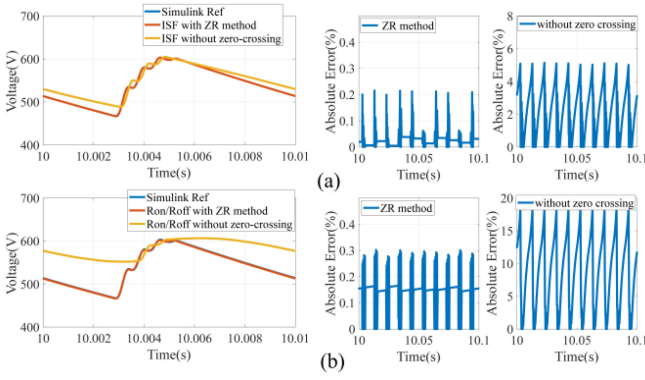 Simulink Ref
ISF with ZR method
ISF without zero-crossing
Voltage(V)
700
600
500
400
10 10.002 10.004 10.006 10.008 10.01
Time(s)
ZR method
Absolute Error(%)
0.4
0.3
0.2
0.1
0
10 10.05 10.1
Time(s)
without zero crossing
Absolute Error(%)
8
6
4
2
0
10 10.05 10.1
Time(s)
(a)
Simulink Ref
Ron/Roff with ZR method
Ron/Roff without zero-crossing
Voltage(V)
700
600
500
400
10 10.002 10.004 10.006 10.008 10.01
Time(s)
ZR method
Absolute Error(%)
0.5
0.4
0.3
0.2
0.1
0
10 10.05 10.1
Time(s)
without zero crossing
Absolute Error(%)
20
15
10
5
0
10 10.05 10.1
Time(s)
(b)